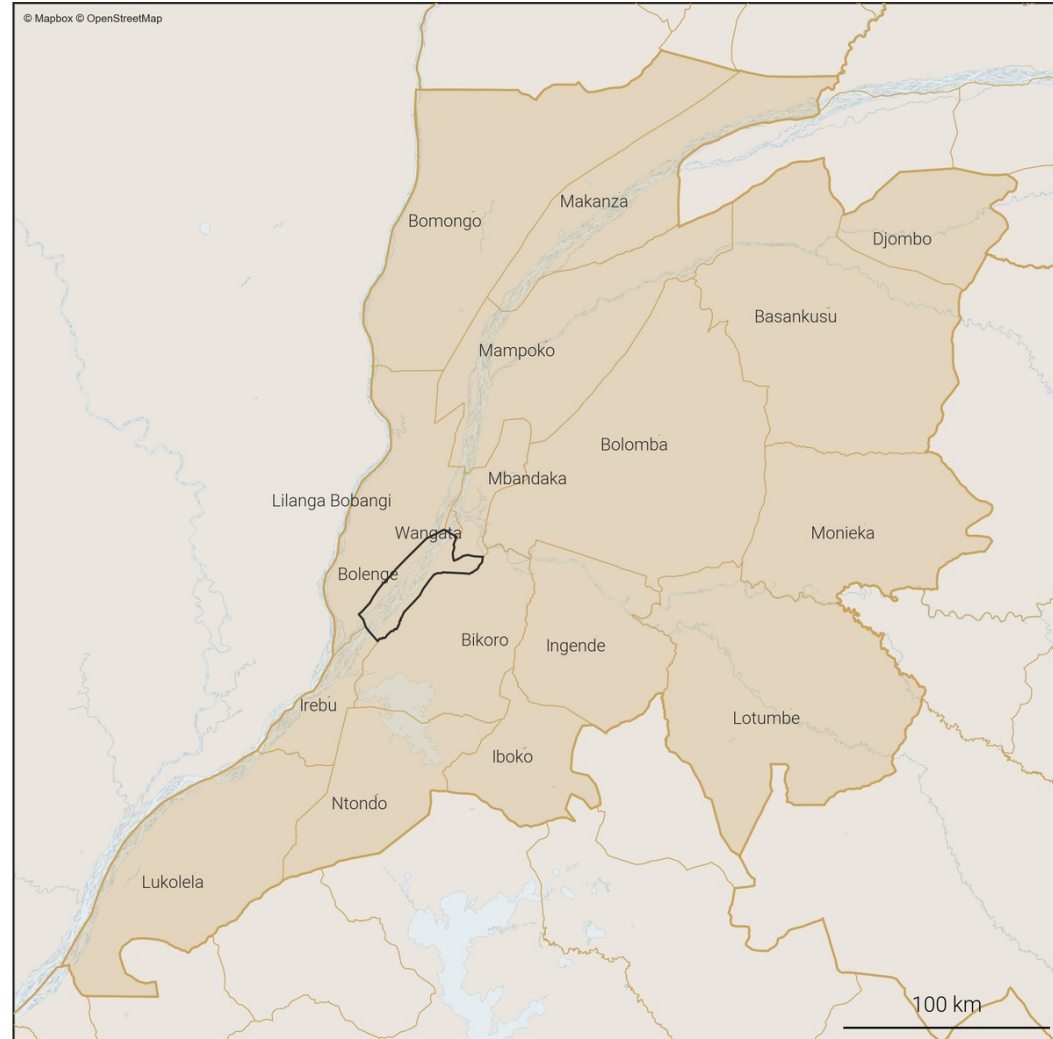 © Mapbox © OpenStreetMap
Makanza
Bomongo
Djombo
Basankusu
Mampoko
Bolomba
Mbandaka
Lilanga Bobangi
Wangata
Monieka
Bolenge
Bikoro
Ingende
Irebu
Lotumbe
Iboko
Ntondo
Lukolela
100 km